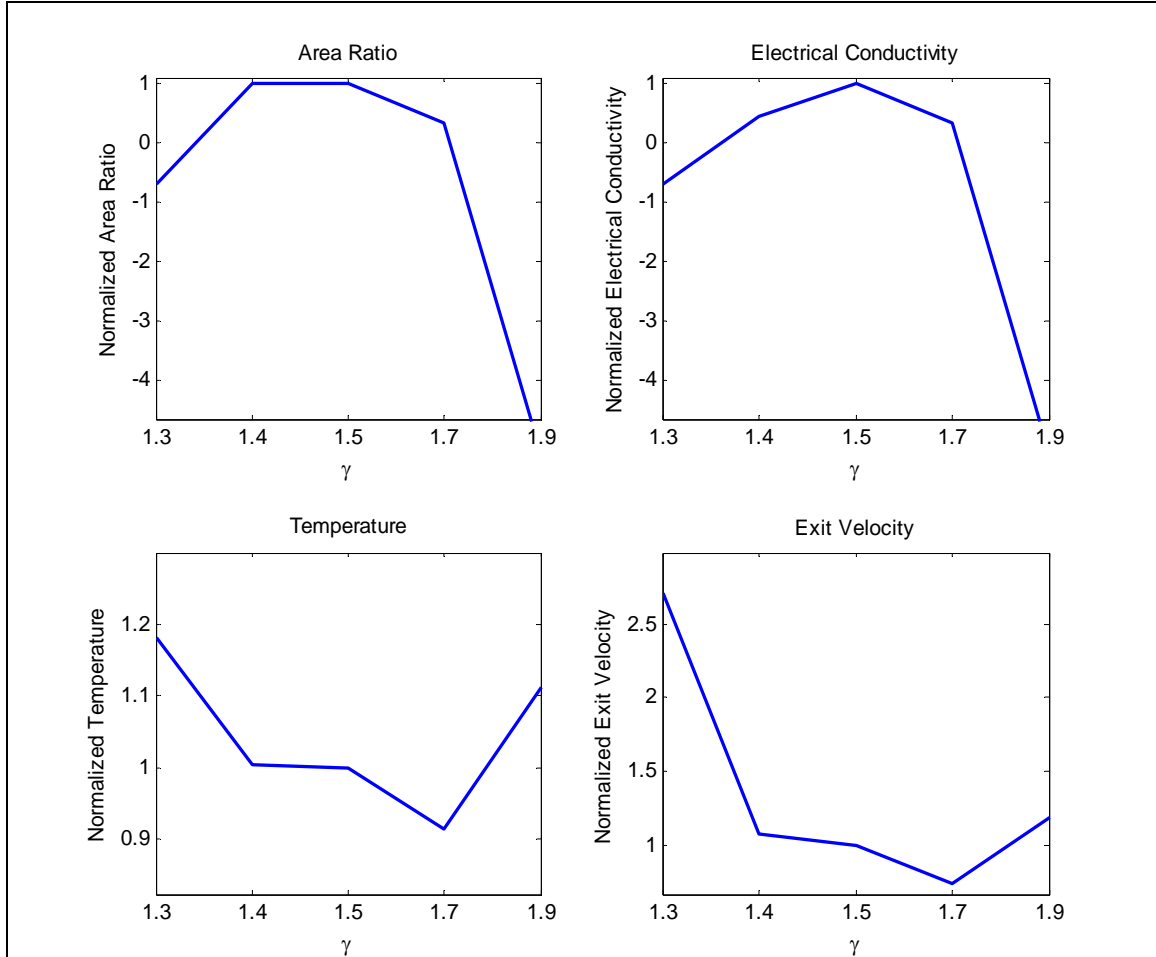 Area Ratio
Normalized Area Ratio
1
0
-1
-2
-3
-4
1.3 1.4 1.5 1.7 1.9
γ
Electrical Conductivity
Normalized Electrical Conductivity
1
0
-1
-2
-3
-4
1.3 1.4 1.5 1.7 1.9
γ
Temperature
Normalized Temperature
1.2
1.1
1
0.9
1.3 1.4 1.5 1.7 1.9
γ
Exit Velocity
Normalized Exit Velocity
2.5
2
1.5
1
1.3 1.4 1.5 1.7 1.9
γ